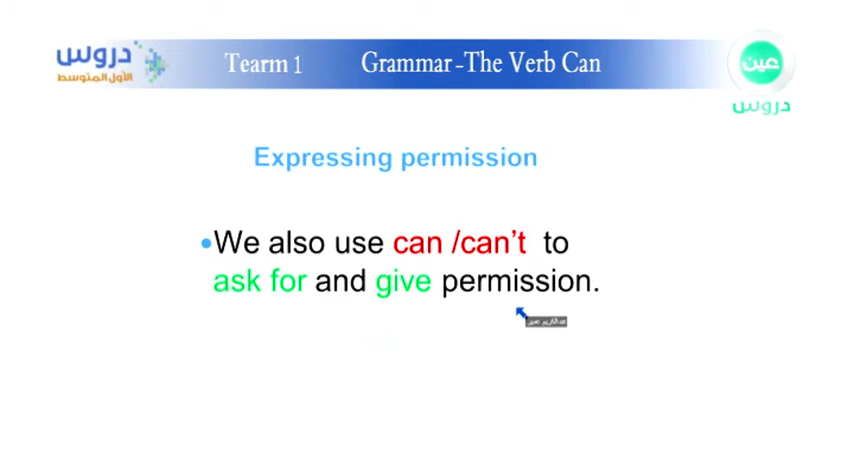 دروس
الأول المتوسط
Tearm 1
Grammar -The Verb Can
عين
دروس
Expressing permission
•We also use can /can't to
ask for and give permission.